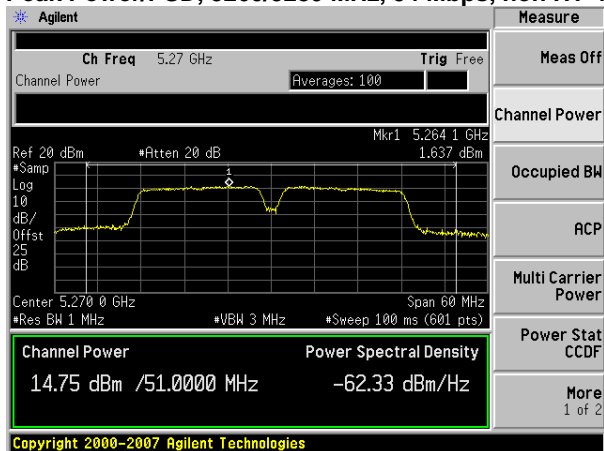 Agilent
Measure
Ch Freq 5.27 GHz Trig Free
Meas Off
Channel Power Averages: 100
Channel Power
Mkr1 5.264 1 GHz
Ref 20 dBm #Atten 20 dB 1.637 dBm
#Samp
Log
10
dB/
Offst
25
dB
1
Occupied BW
ACP
Multi Carrier
Power
Center 5.270 0 GHz Span 60 MHz
#Res BW 1 MHz #VBW 3 MHz #Sweep 100 ms (601 pts)
Power Stat
CCDF
Channel Power Power Spectral Density
14.75 dBm /51.0000 MHz -62.33 dBm/Hz
More
1 of 2
Copyright 2000-2007 Agilent Technologies